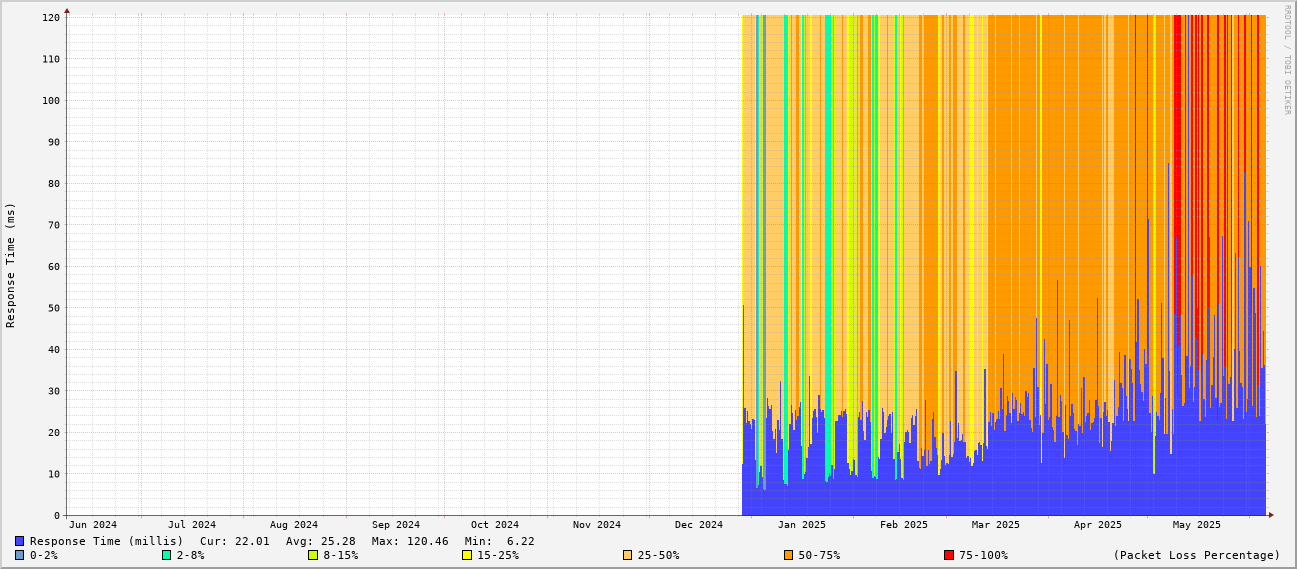 RRDTOOL / TOBI OETIKER
Response Time (ms)
120
110
100
90
80
70
60
50
40
30
20
10
0
Jun 2024 Jul 2024 Aug 2024 Sep 2024 Oct 2024 Nov 2024 Dec 2024 Jan 2025 Feb 2025 Mar 2025 Apr 2025 May 2025
Response Time (millis) Cur: 22.01 Avg: 25.28 Max: 120.46 Min: 6.22
0-2% 2-8% 8-15% 15-25% 25-50% 50-75% 75-100% (Packet Loss Percentage)